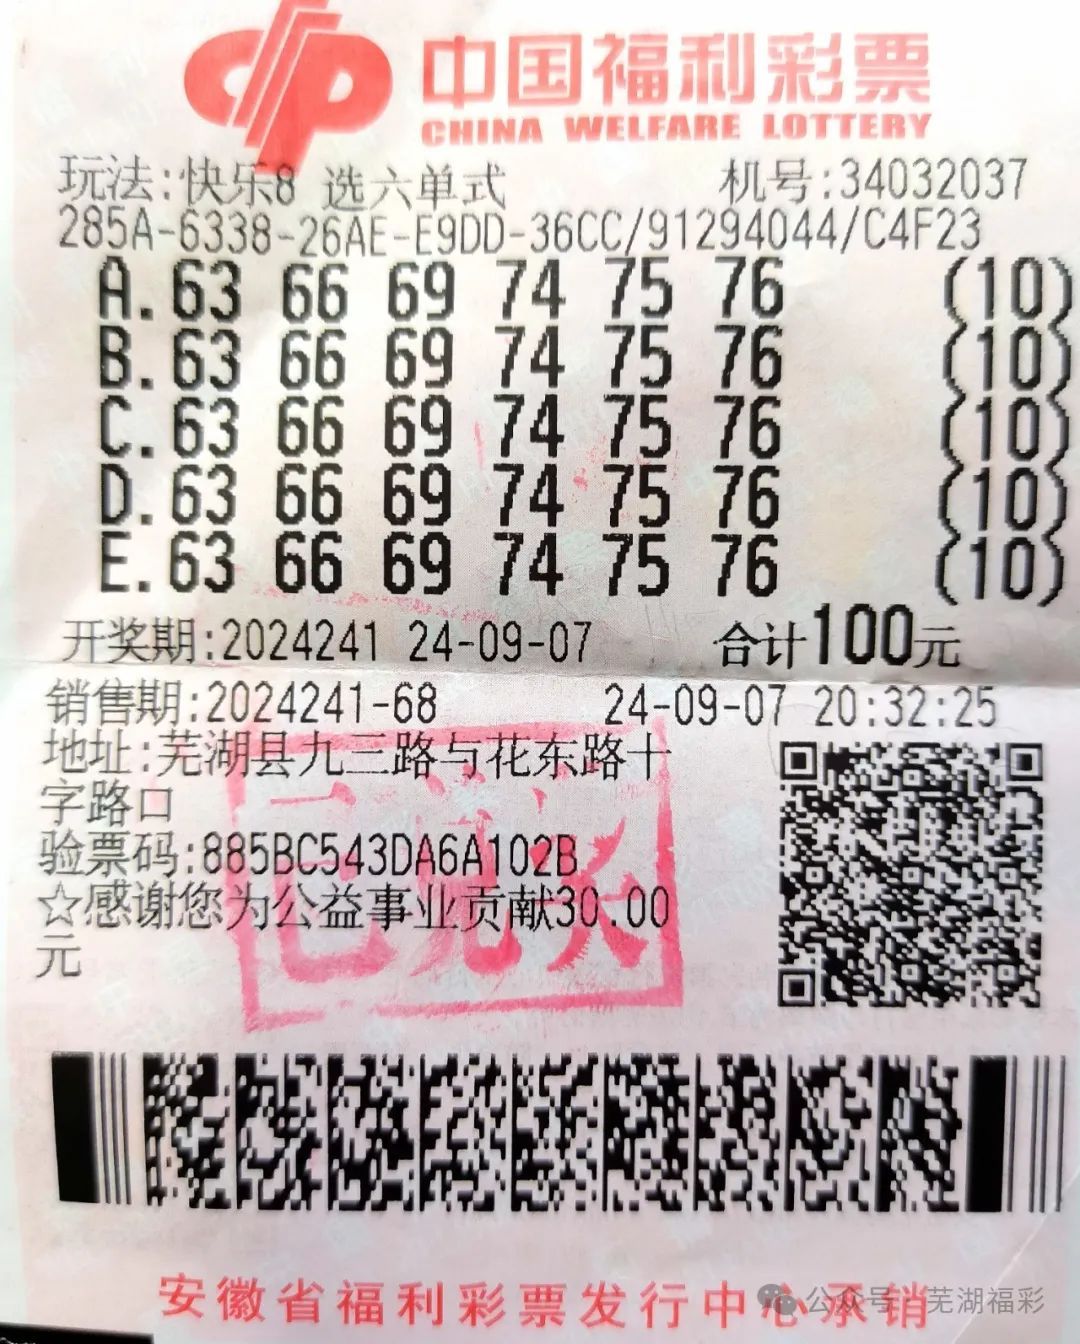 中国福利彩票
CHINA WELFARE LOTTERY
玩法:快乐8 选六单式 机号:34032037
285A-6338-26AE-E9DD-36CC/91294044/C4F23
A.63 66 69 74 75 76 (10)
B.63 66 69 74 75 76 (10)
C.63 66 69 74 75 76 (10)
D.63 66 69 74 75 76 (10)
E.63 66 69 74 75 76 (10)
开奖期:2024241 24-09-07 合计100元
销售期:2024241-68 24-09-07 20:32:25
地址:芜湖县九三路与花东路十
字路口
验票码:885BC543DA6A102B
☆感谢您为公益事业贡献30.00
元
已兑奖
安徽省福利彩票发行中心承销
公众号 芜湖福彩